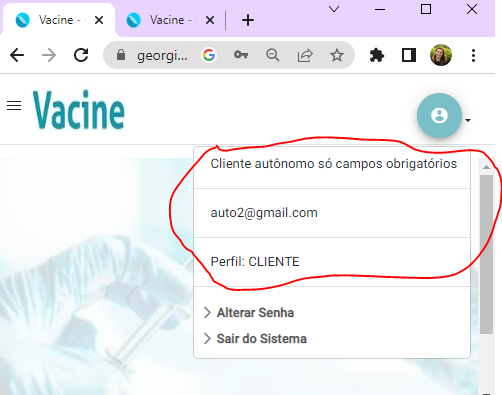 Vacine -
Vacine -
georgi...
Vacine
Cliente autônomo só campos obrigatórios
auto2@gmail.com
Perfil: CLIENTE
Alterar Senha
Sair do Sistema